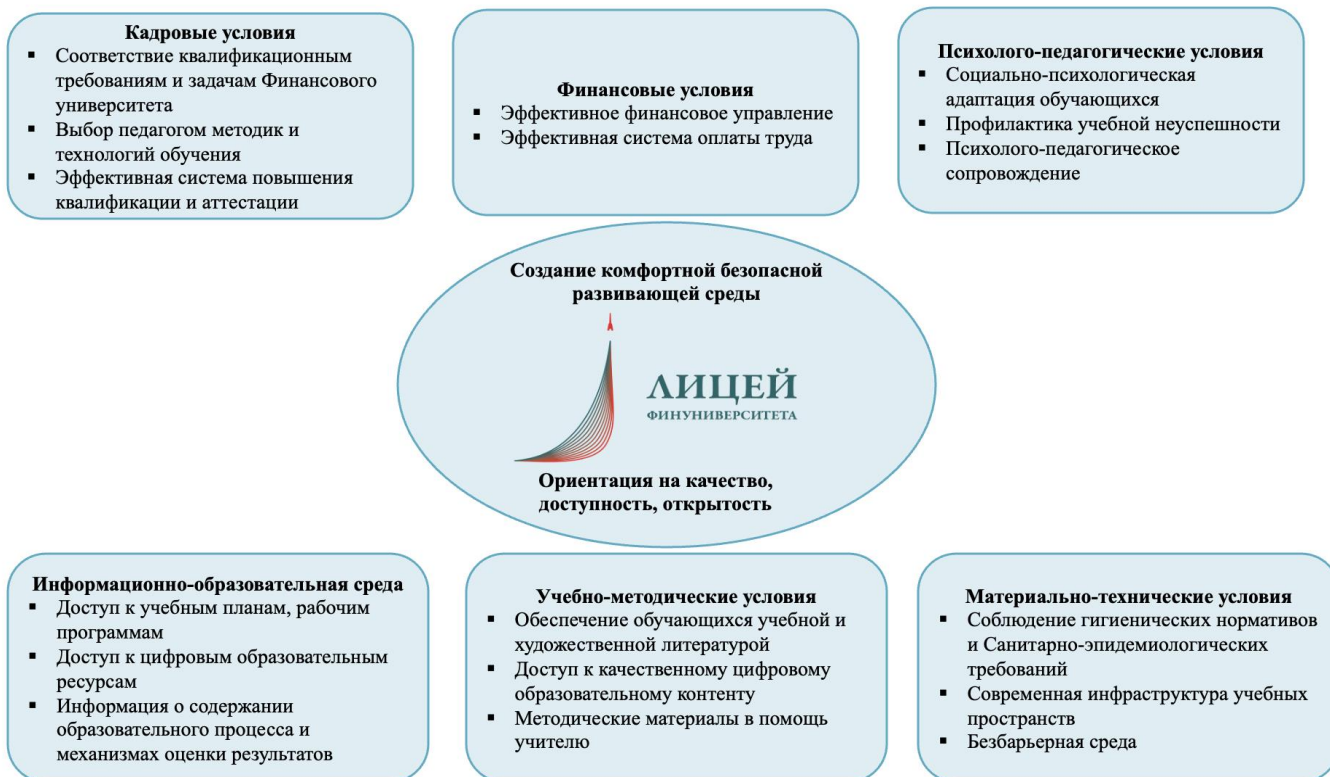 Кадровые условия
▪ Соответствие квалификационным
требованиям и задачам Финансового
университета
▪ Выбор педагогом методик и
технологий обучения
▪ Эффективная система повышения
квалификации и аттестации
Финансовые условия
▪ Эффективное финансовое управление
▪ Эффективная система оплаты труда
Психолого-педагогические условия
▪ Социально-психологическая
адаптация обучающихся
▪ Профилактика учебной неуспешности
▪ Психолого-педагогическое
сопровождение
Создание комфортной безопасной
развивающей среды
ЛИЦЕЙ
ФИНУНИВЕРСИТЕТА
Ориентация на качество,
доступность, открытость
Информационно-образовательная среда
▪ Доступ к учебным планам, рабочим
программам
▪ Доступ к цифровым образовательным
ресурсам
▪ Информация о содержании
образовательного процесса и
механизмах оценки результатов
Учебно-методические условия
▪ Обеспечение обучающихся учебной и
художественной литературой
▪ Доступ к качественному цифровому
образовательному контенту
▪ Методические материалы в помощь
учителю
Материально-технические условия
▪ Соблюдение гигиенических нормативов
и Санитарно-эпидемиологических
требований
▪ Современная инфраструктура учебных
пространств
▪ Безбарьерная среда